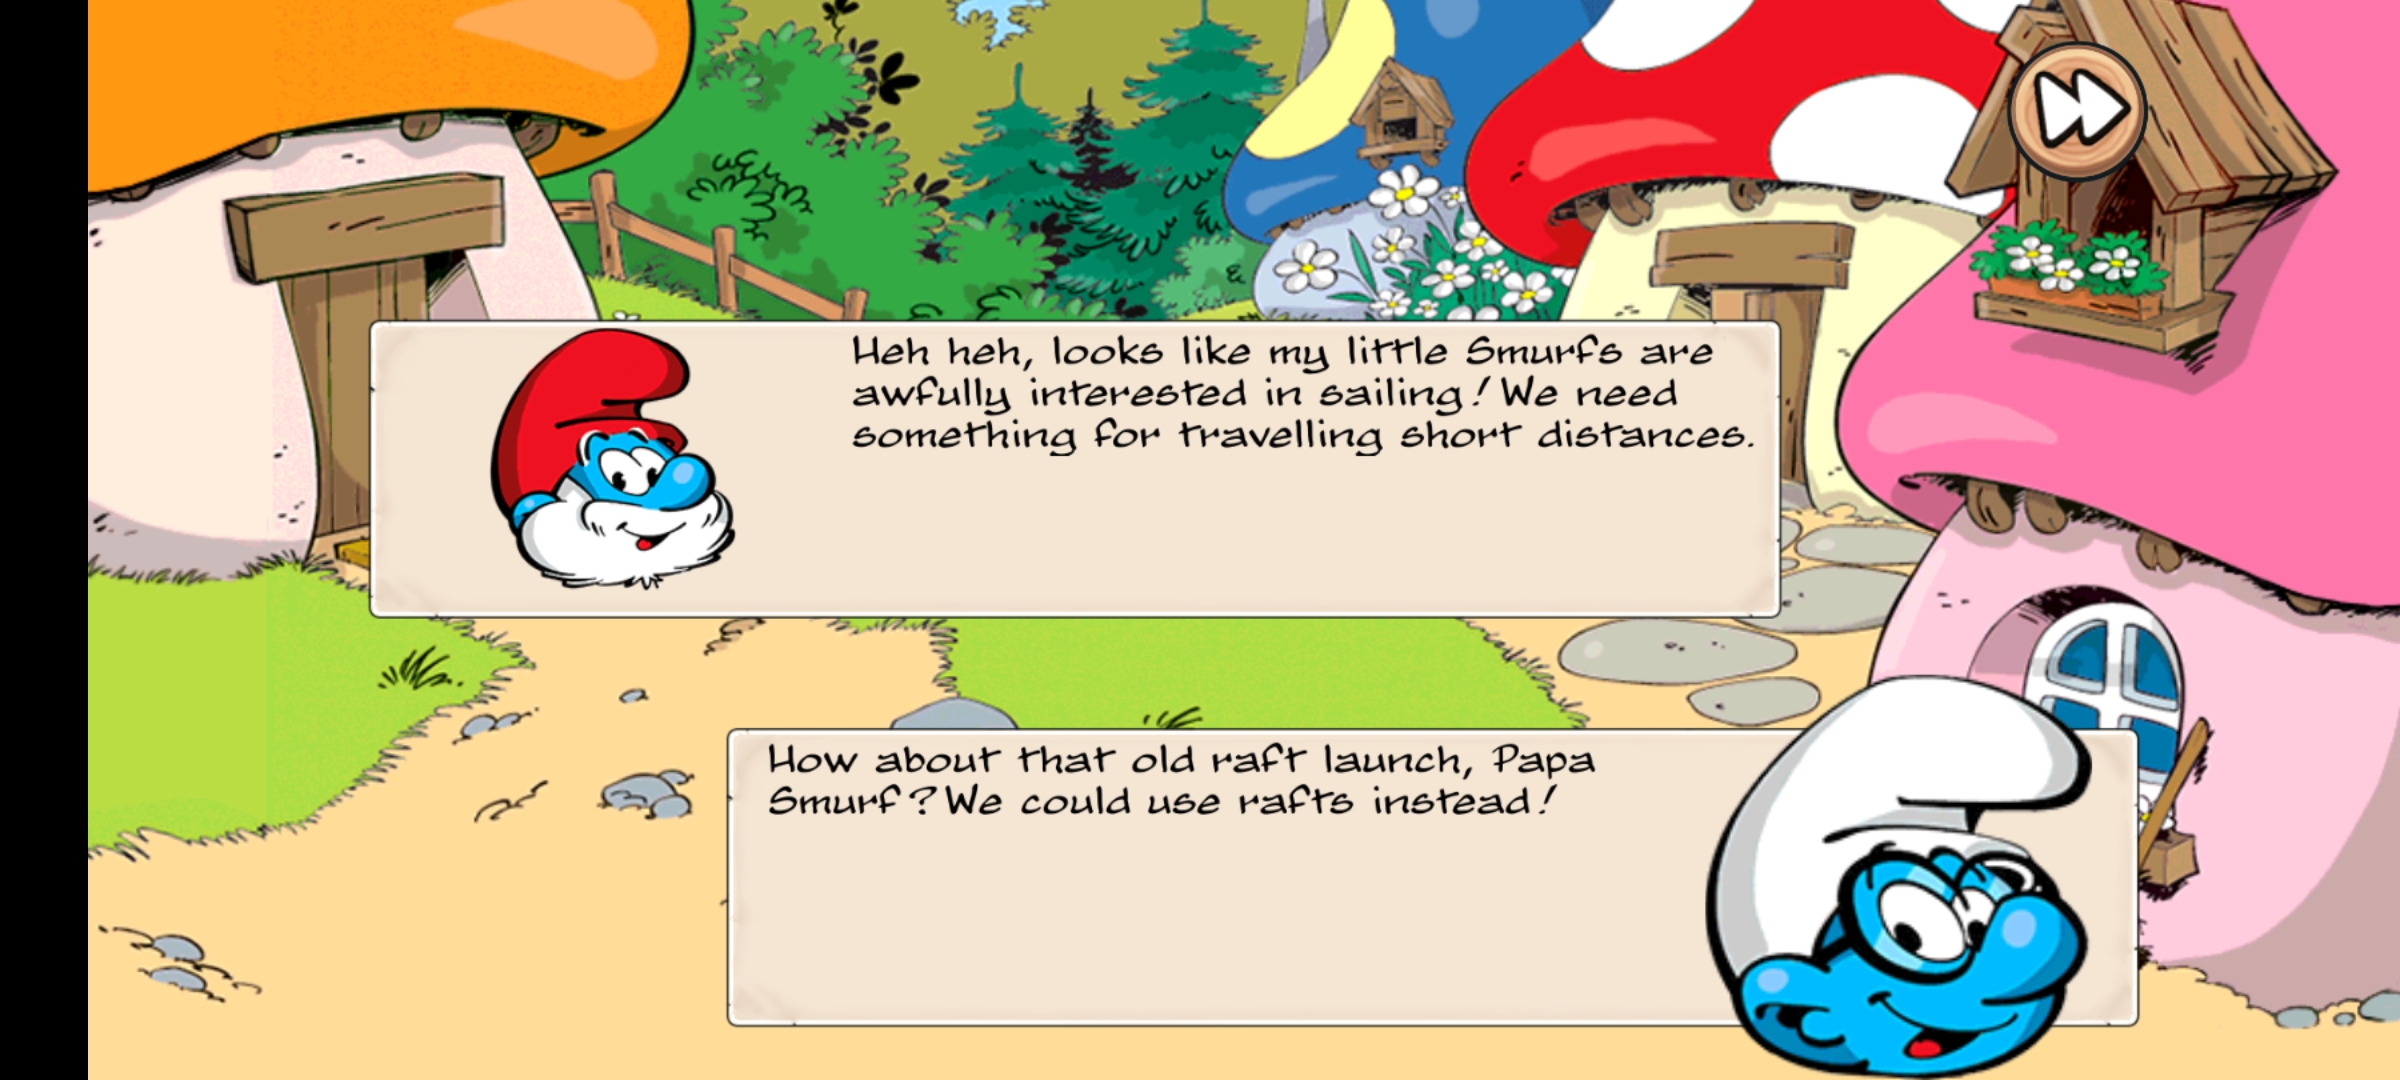 Heh heh, looks like my little Smurfs are
awfully interested in sailing! We need
something for travelling short distances.
How about that old raft launch, Papa
Smurf? We could use rafts instead!